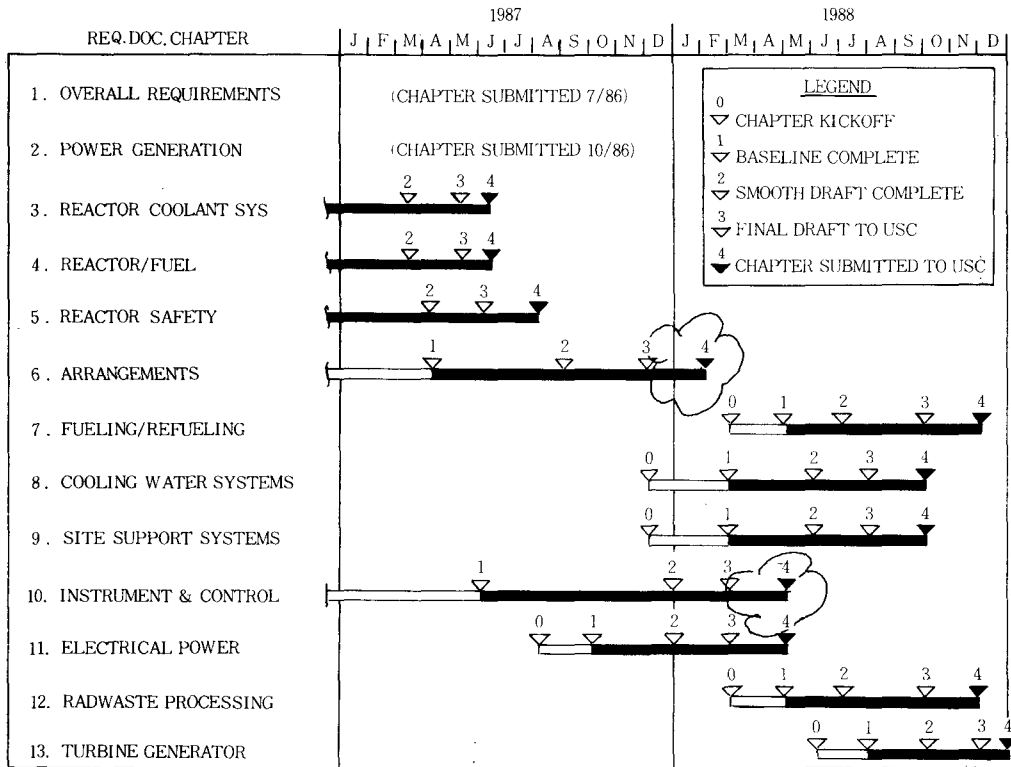 1987 1988
REQ.DOC.CHAPTER J F M A M J J A S O N D J F M A M J J A S O N D
1. OVERALL REQUIREMENTS (CHAPTER SUBMITTED 7/86)
2. POWER GENERATION (CHAPTER SUBMITTED 10/86)
3. REACTOR COOLANT SYS 2 3 4
4. REACTOR/FUEL 2 3 4
5. REACTOR SAFETY 2 3 4
6. ARRANGEMENTS 1 2 3 4
7. FUELING/REFUELING 0 1 2 3 4
8. COOLING WATER SYSTEMS 0 1 2 3 4
9. SITE SUPPORT SYSTEMS 0 1 2 3 4
10. INSTRUMENT & CONTROL 1 2 3 4
11. ELECTRICAL POWER 0 1 2 3 4
12. RADWASTE PROCESSING 0 1 2 3 4
13. TURBINE GENERATOR 0 1 2 3 4
LEGEND
0 CHAPTER KICKOFF
1 BASELINE COMPLETE
2 SMOOTH DRAFT COMPLETE
3 FINAL DRAFT TO USC
4 CHAPTER SUBMITTED TO USC